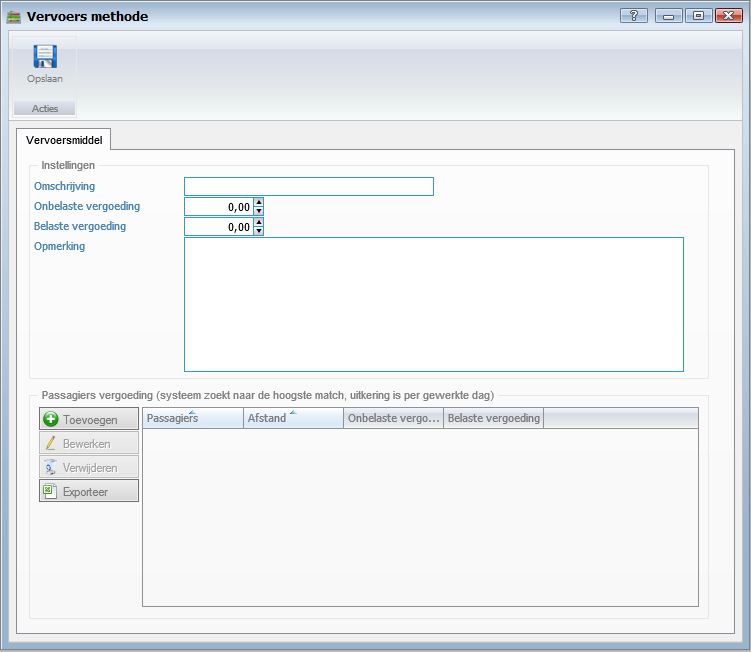 Vervoers methode
Opslaan
Acties
Vervoersmiddel
Instellingen
Omschrijving
Onbelaste vergoeding 0,00
Belaste vergoeding 0,00
Opmerking
Passagiers vergoeding (systeem zoekt naar de hoogste match, uitkering is per gewerkte dag)
Toevoegen
Bewerken
Verwijderen
Exporteer
Passagiers Afstand Onbelaste vergo... Belaste vergoeding